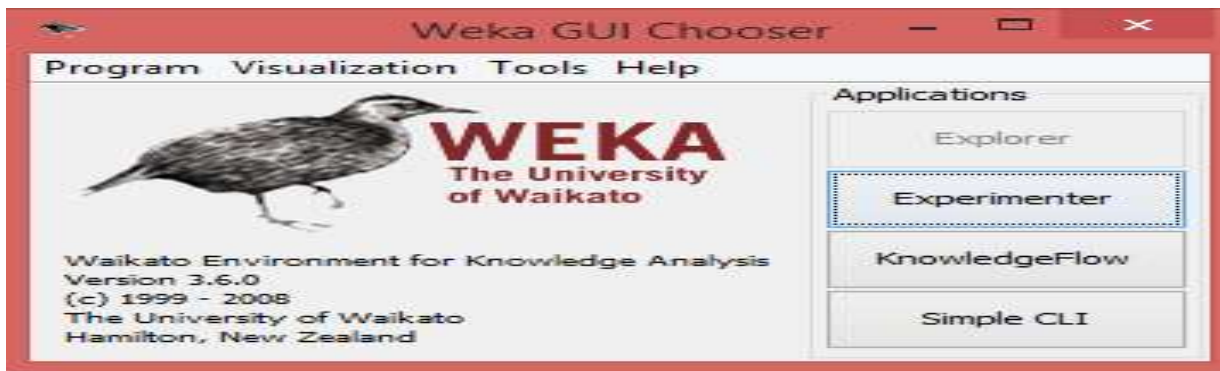 Weka GUI Chooser
Program Visualization Tools Help
WEKA
The University
of Waikato
Waikato Environment for Knowledge Analysis
Version 3.6.0
(c) 1999 - 2008
The University of Waikato
Hamilton, New Zealand
Applications
Explorer
Experimenter
KnowledgeFlow
Simple CLI